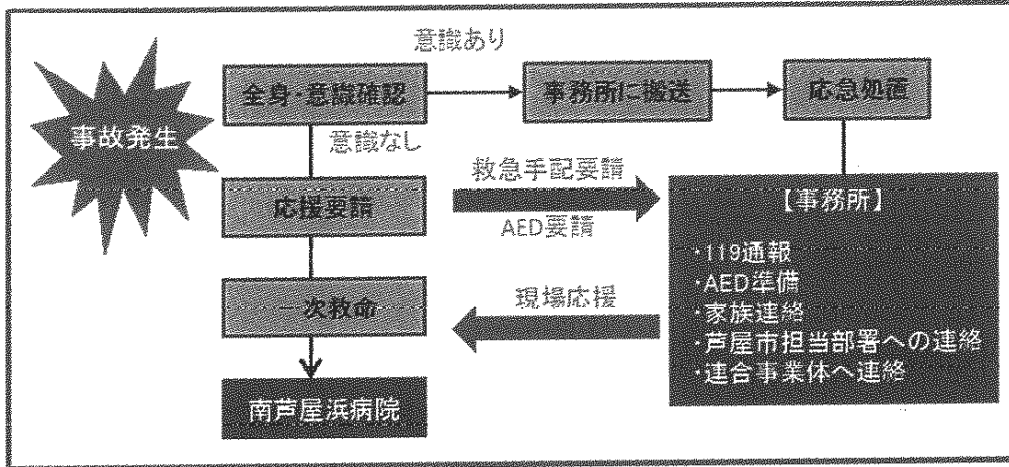 事故発生
全身・意識確認
意識あり
事務所に搬送
応急処置
意識なし
応援要請
救急手配要請
AED要請
【事務所】
・119通報
・AED準備
・家族連絡
・芦屋市担当部署への連絡
・連合事業体へ連絡
現場応援
一次救命
南芦屋浜病院